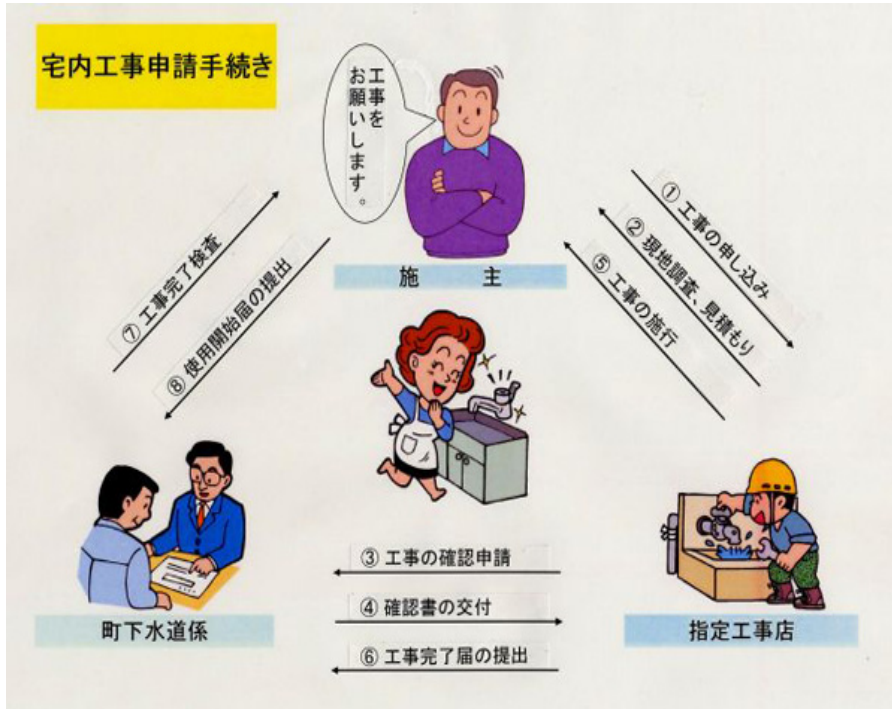 宅内工事申請手続き
工事を
お願いします。
施主
① 工事の申し込み
② 現地調査、見積もり
⑤ 工事の施行
⑦ 工事完了検査
⑧ 使用開始届の提出
③ 工事の確認申請
④ 確認書の交付
⑥ 工事完了届の提出
町下水道係
指定工事店